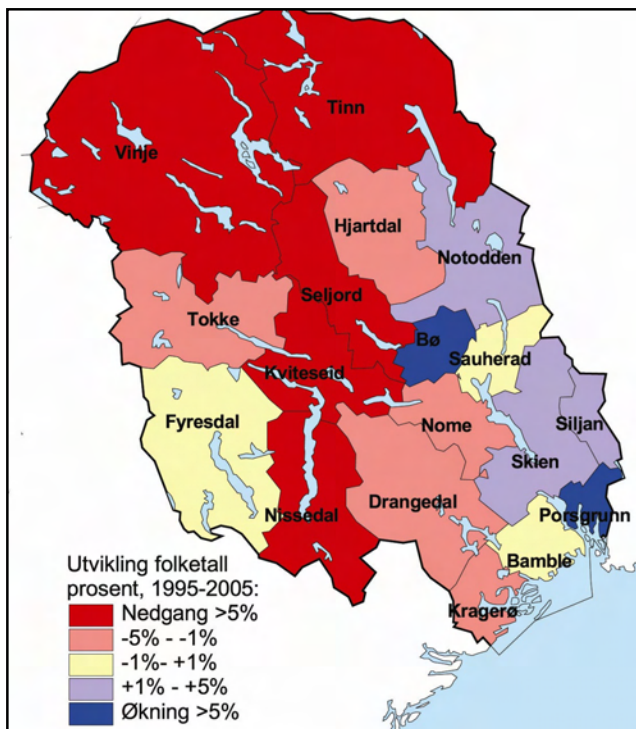 Tinn
Vinje
Hjartdal
Notodden
Seljord
Tokke
Bø
Sauherad
Kviteseid
Fyresdal
Nome
Siljan
Skien
Drangedal
Nissedal
Porsgrunn
Bamble
Kragerø
Utvikling folketall
prosent, 1995-2005:
Nedgang >5%
-5% - -1%
-1%- +1%
+1% - +5%
Økning >5%